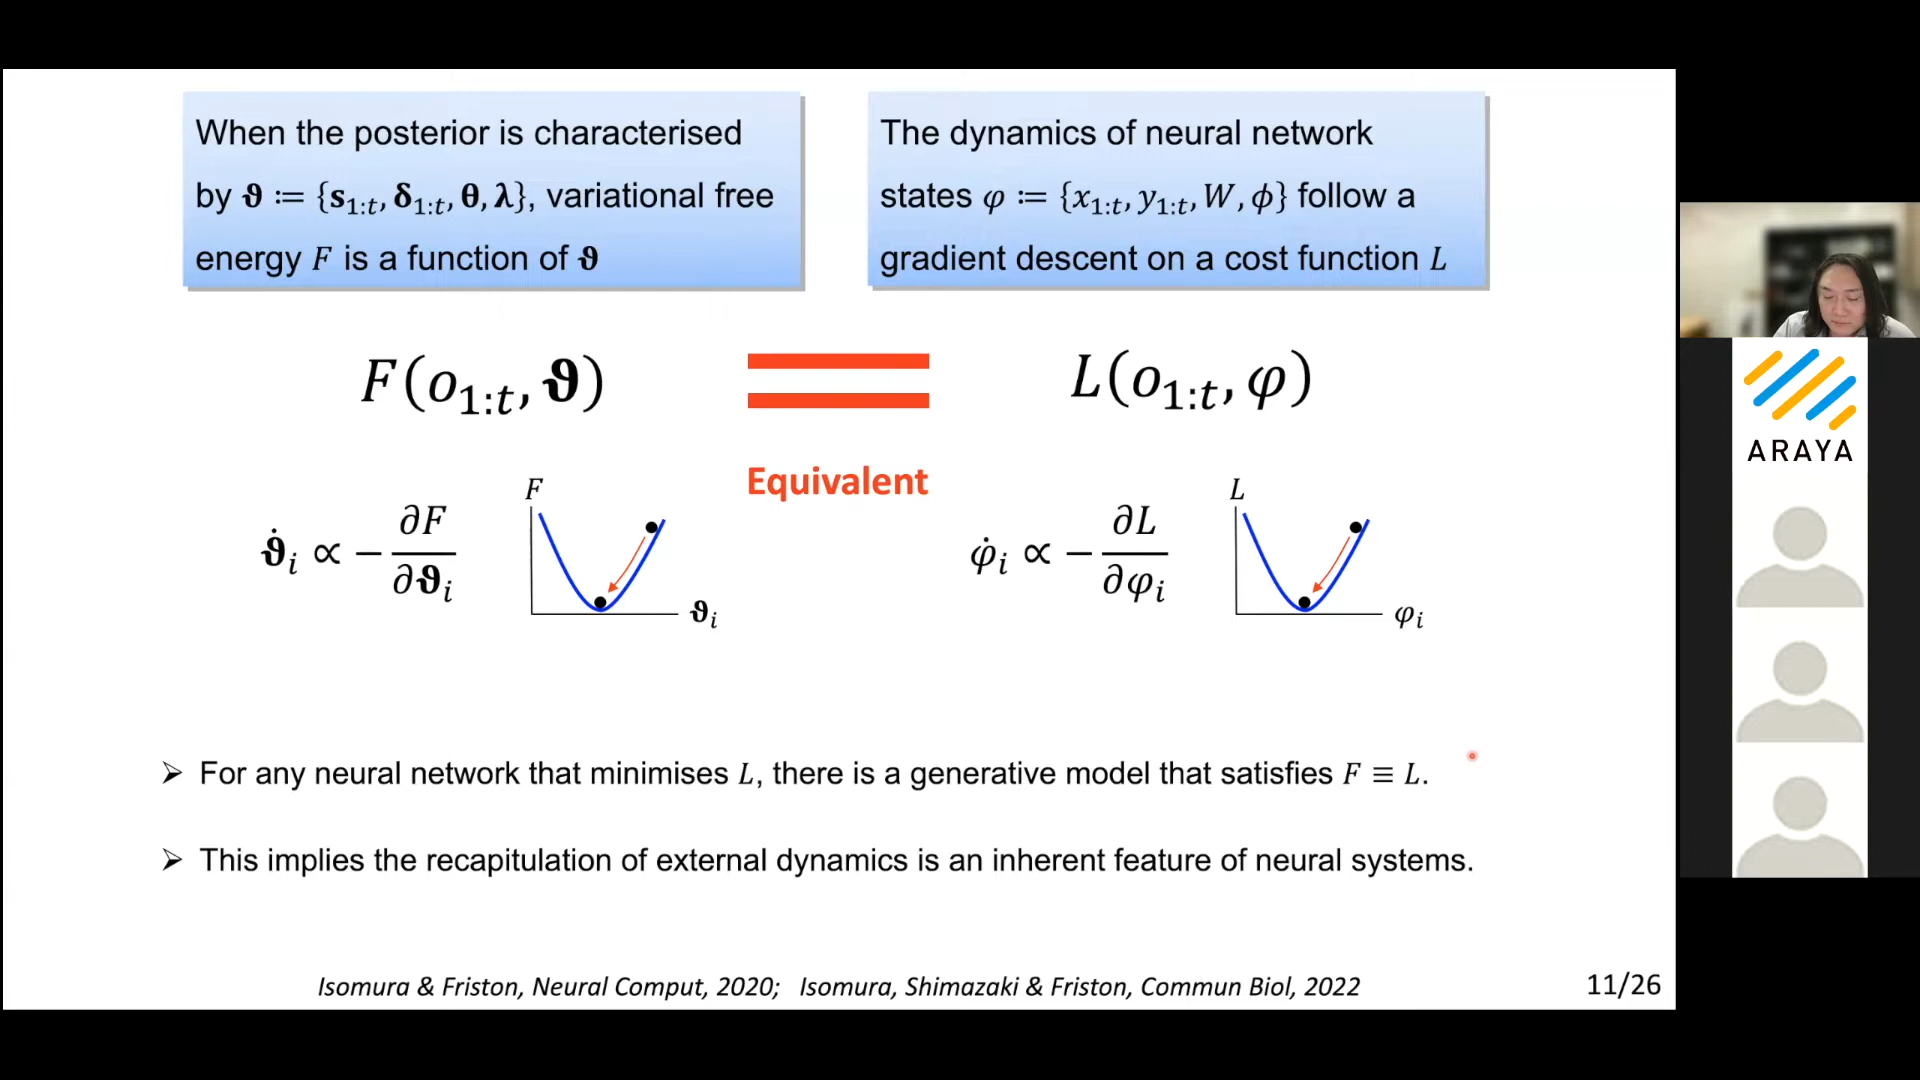 When the posterior is characterised
by 𝛝 ≔ {𝐬₁:ₜ, 𝛅₁:ₜ, 𝛉, 𝛌}, variational free
energy F is a function of 𝛝
The dynamics of neural network
states φ ≔ {x₁:ₜ, y₁:ₜ, W, ϕ} follow a
gradient descent on a cost function L
F(o₁:ₜ, 𝛝)
L(o₁:ₜ, φ)
Equivalent
𝛝̇ᵢ ∝ − ∂F/∂𝛝ᵢ
F
𝛝ᵢ
φ̇ᵢ ∝ − ∂L/∂φᵢ
L
φᵢ
➢ For any neural network that minimises L, there is a generative model that satisfies F ≡ L.
➢ This implies the recapitulation of external dynamics is an inherent feature of neural systems.
Isomura & Friston, Neural Comput, 2020; Isomura, Shimazaki & Friston, Commun Biol, 2022
11/26
ARAYA